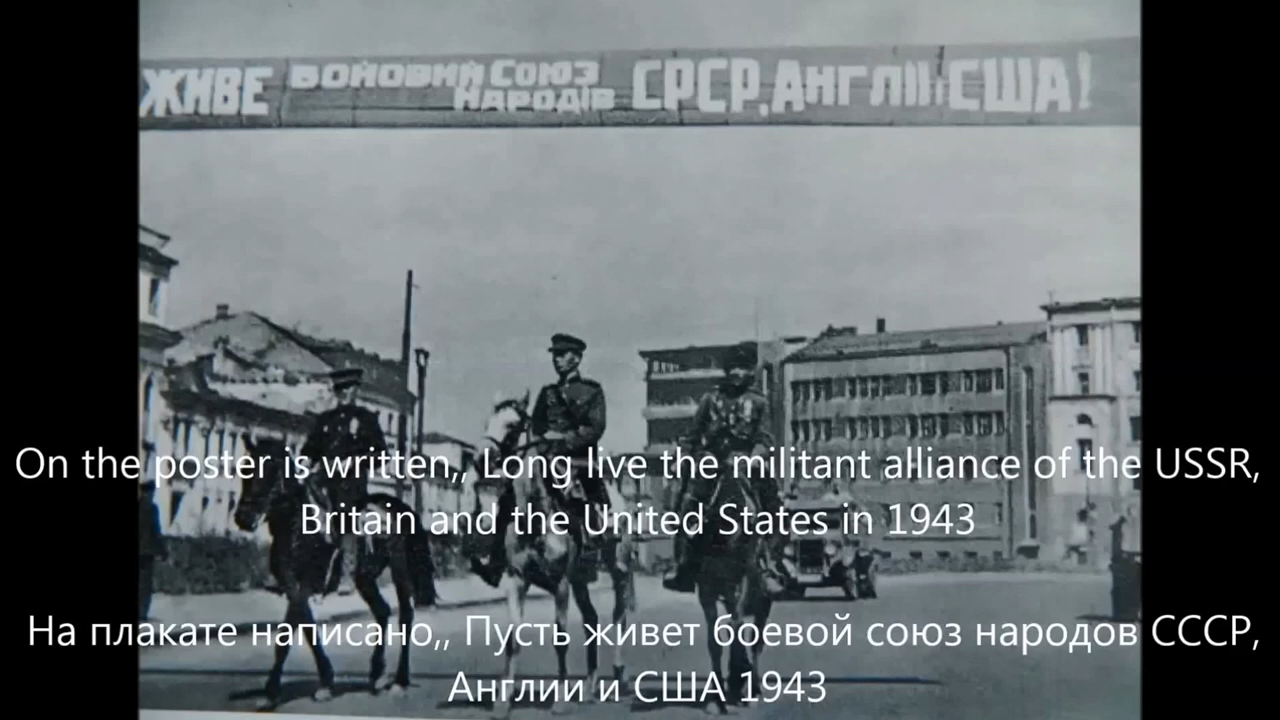 ЖИВЕ ВОЙОВИЙ СОЮЗ НАРОДІВ СРСР, АНГЛІЇ і США!
On the poster is written,, Long live the militant alliance of the USSR,
Britain and the United States in 1943
На плакате написано,, Пусть живет боевой союз народов СССР,
Англии и США 1943